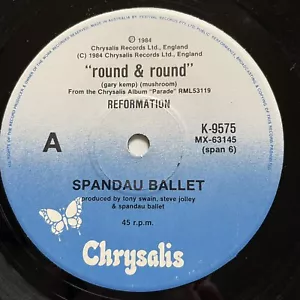 ℗ 1984
Chrysalis Records Ltd., England
(C) 1984 Chrysalis Records Ltd., England
"round & round"
(gary kemp) (mushroom)
From the Chrysalis Album "Parade" RML53119
REFORMATION
K-9575
MX-63145
(span 6)
A
SPANDAU BALLET
produced by tony swain, steve jolley
& spandau ballet
45 r.p.m.
Chrysalis